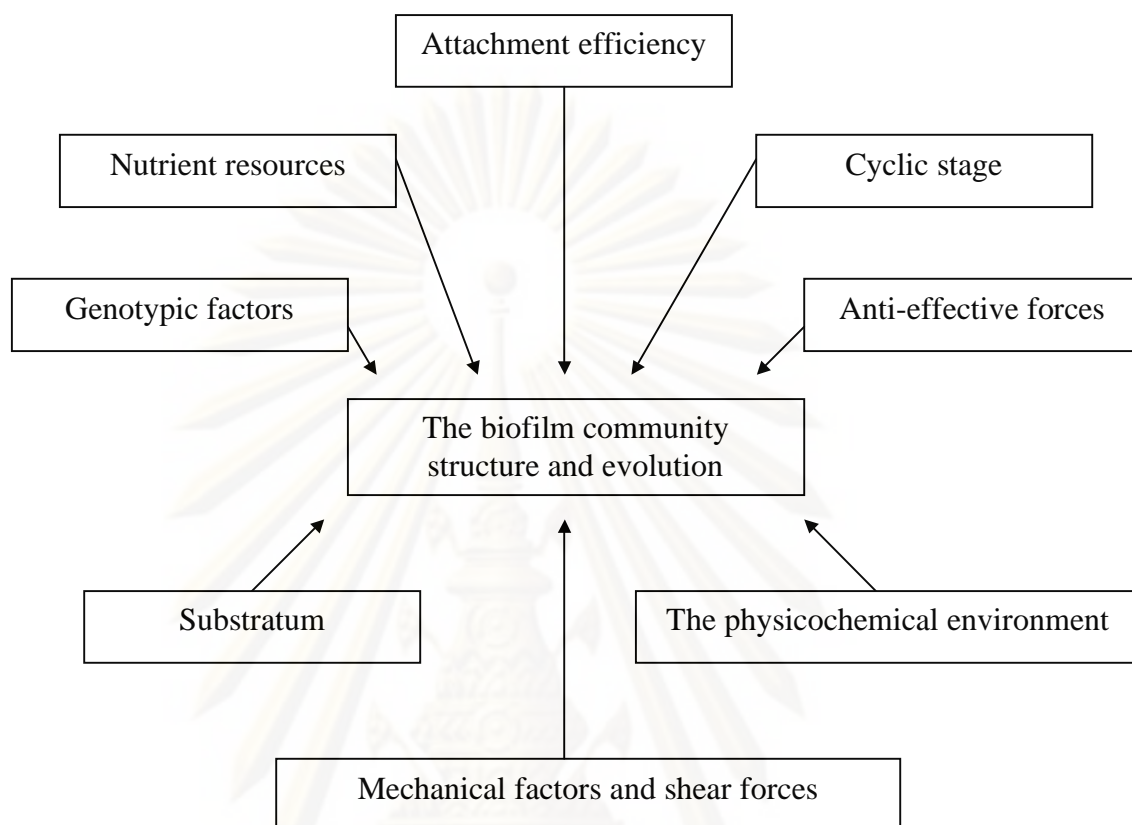 Attachment efficiency
Nutrient resources
Cyclic stage
Genotypic factors
Anti-effective forces
The biofilm community
structure and evolution
Substratum
The physicochemical environment
Mechanical factors and shear forces